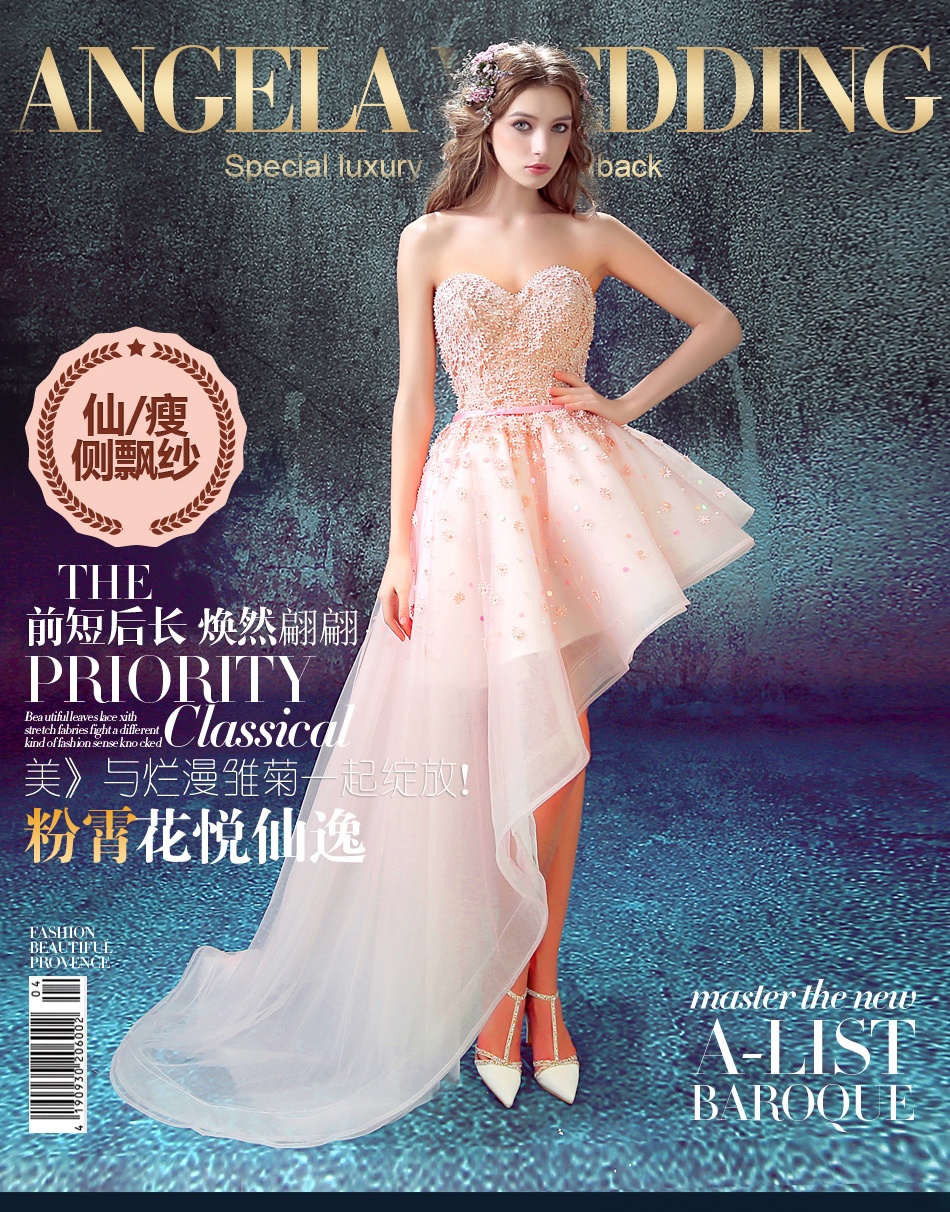 ANGELA WEDDING
Special luxury back
仙/瘦
侧飘纱
THE
前短后长 焕然翩翩
PRIORITY
Bea utiful leaves lace xith
stretch fabries fight a different
kind of fashion sense kno cked
Classical
美》与烂漫雏菊一起绽放!
粉霄花悦仙逸
FASHION
BEAUTIFUL
PROVENCE
04
4 190930 206002
master the new
A-LIST
BAROQUE